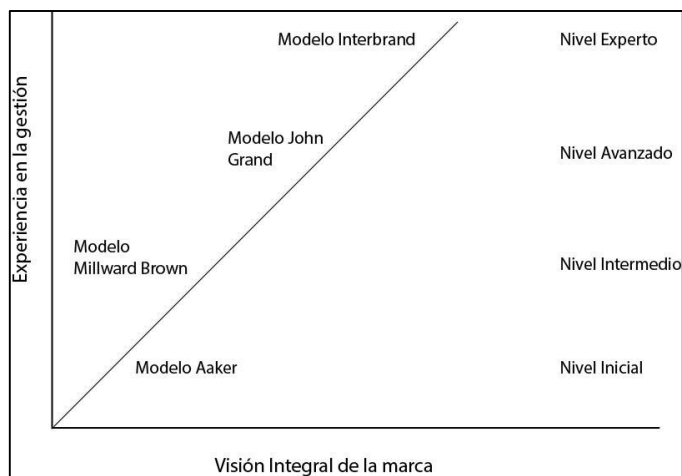 Modelo Interbrand
Nivel Experto
Experiencia en la gestión
Modelo John
Grand
Nivel Avanzado
Modelo
Millward Brown
Nivel Intermedio
Modelo Aaker
Nivel Inicial
Visión Integral de la marca